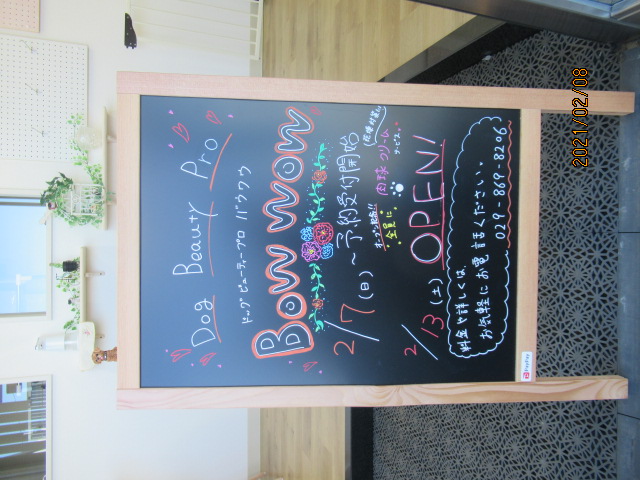 Dog Beauty Pro
ドッグビューティープロ バウワウ
Bow wow
2/7(日)~予約受付開始
オープン記念!!
全員に
肉球クリーム
(乾燥対策に)
サービス。
2/13(土) OPEN!
料金や詳しくは、
お気軽にお電話ください。
029-869-8206
PayPay
2021/02/08